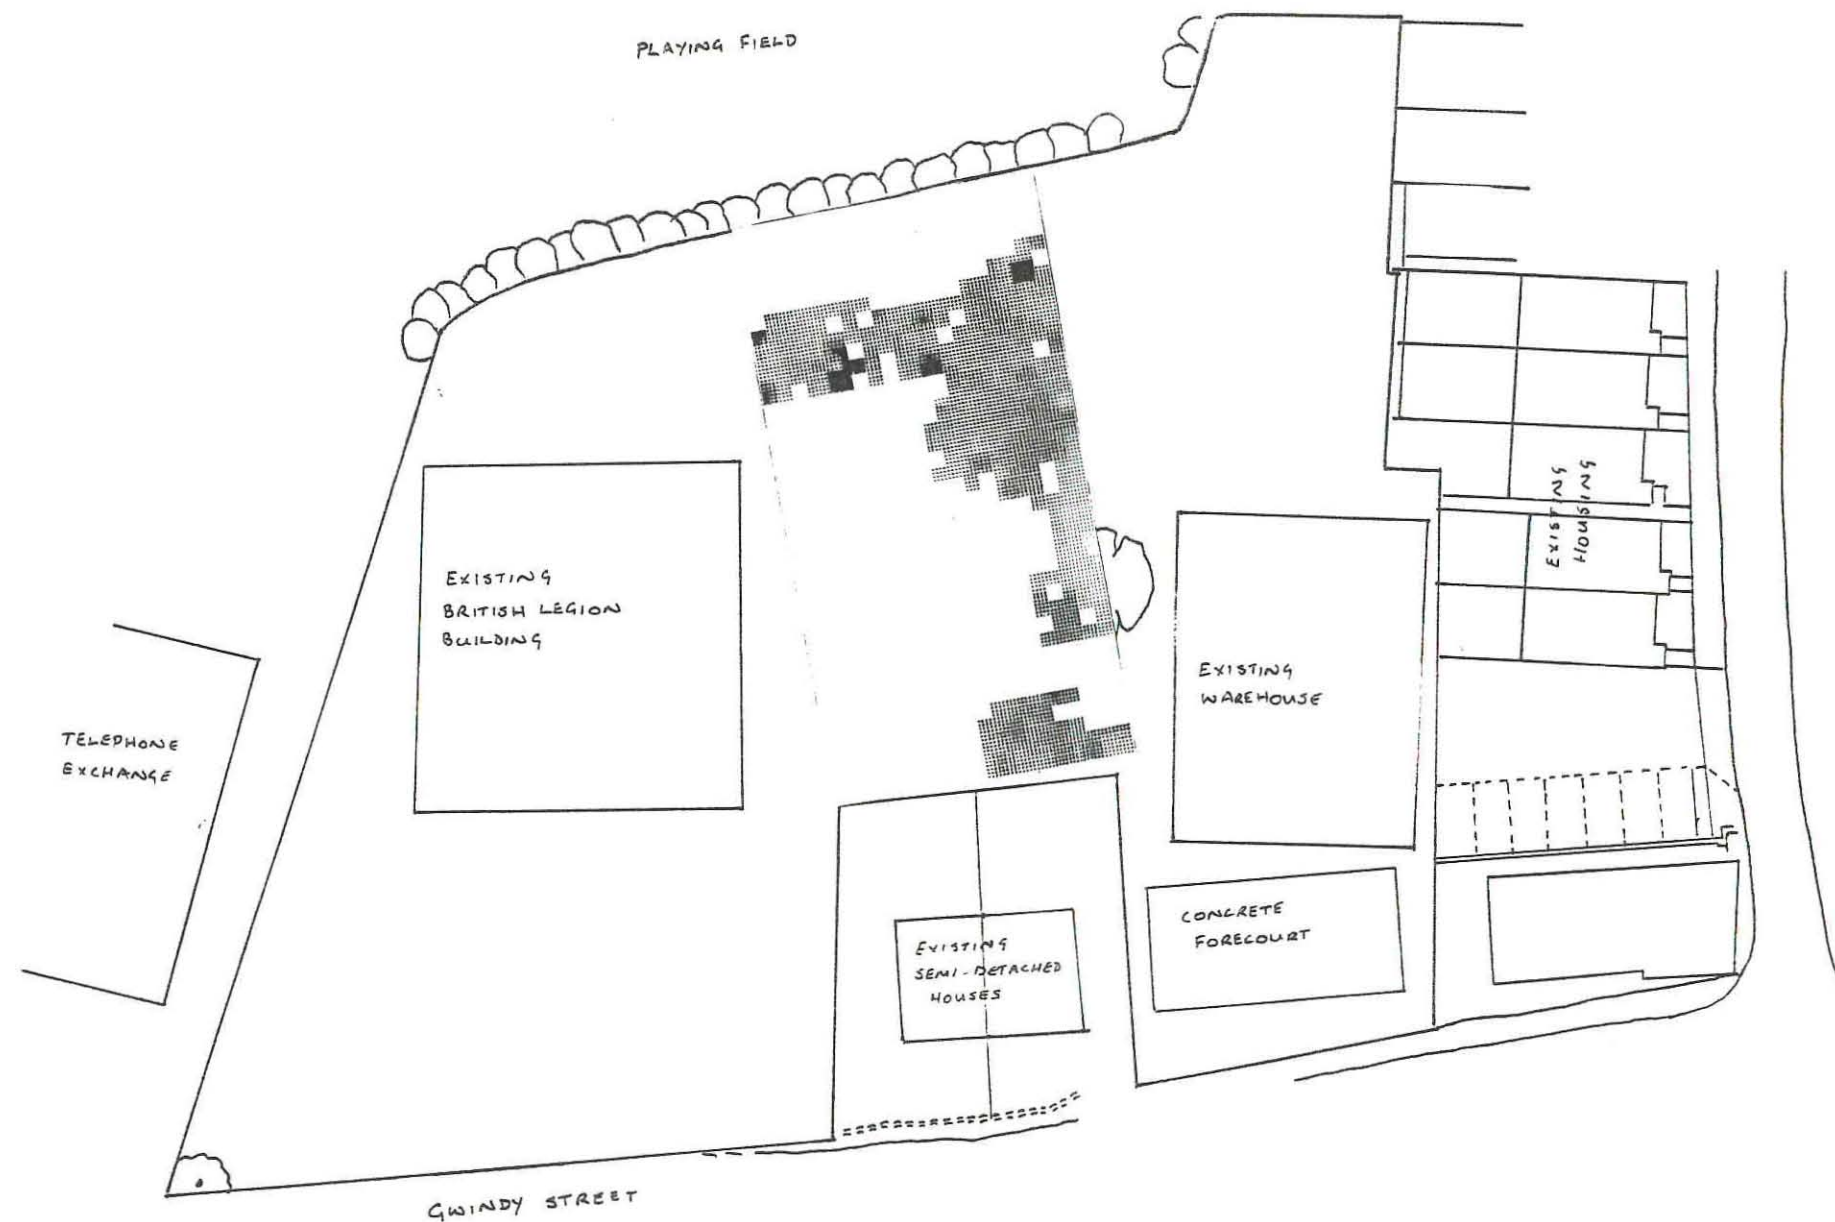 PLAYING FIELD
EXISTING
HOUSING
EXISTING
BRITISH LEGION
BUILDING
EXISTING
WAREHOUSE
TELEPHONE
EXCHANGE
CONCRETE
FORECOURT
EXISTING
SEMI-DETACHED
HOUSES
GWINDY STREET